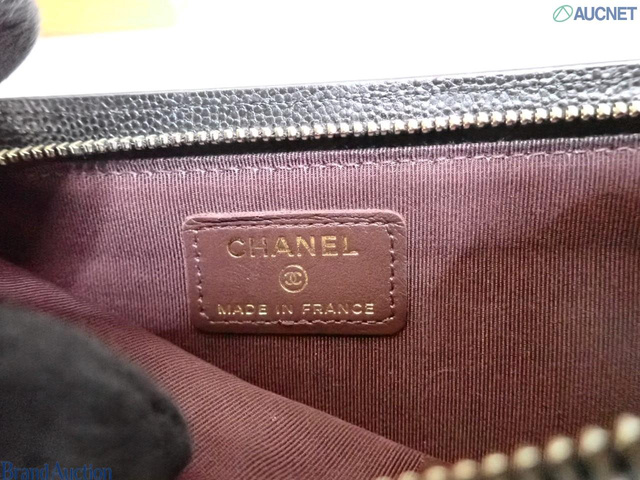 AUCNET
CHANEL
MADE IN FRANCE
Brand Auction